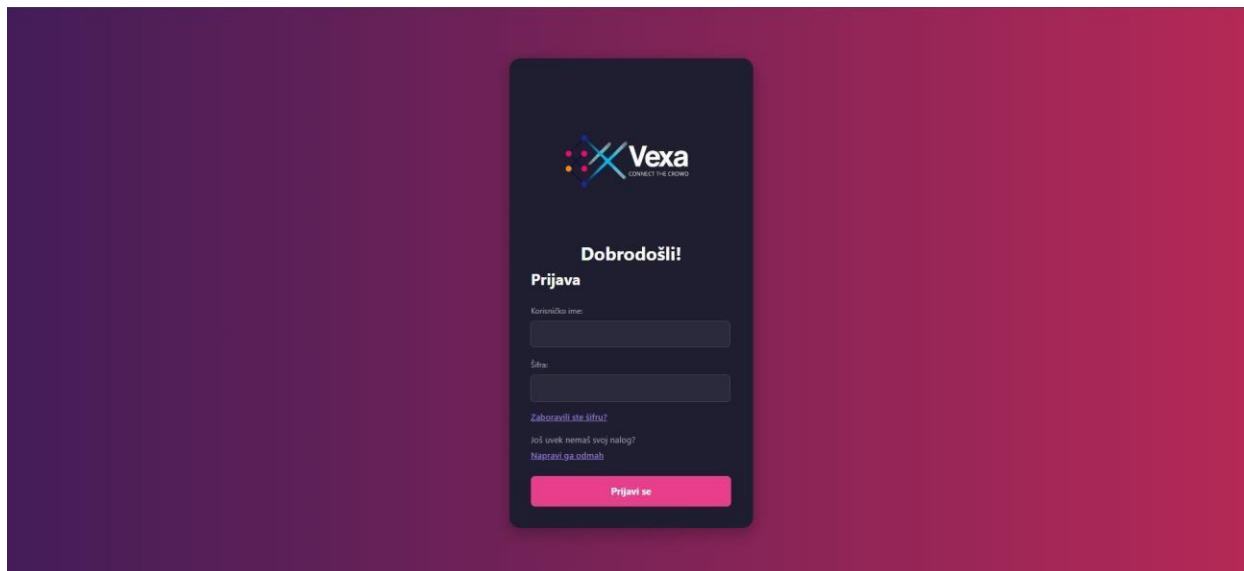 Vexa
CONNECT THE CROWD
Dobrodošli!
Prijava
Korisničko ime:
Šifra:
Zaboravili ste šifru?
Još uvek nemaš svoj nalog?
Napravi ga odmah
Prijavi se